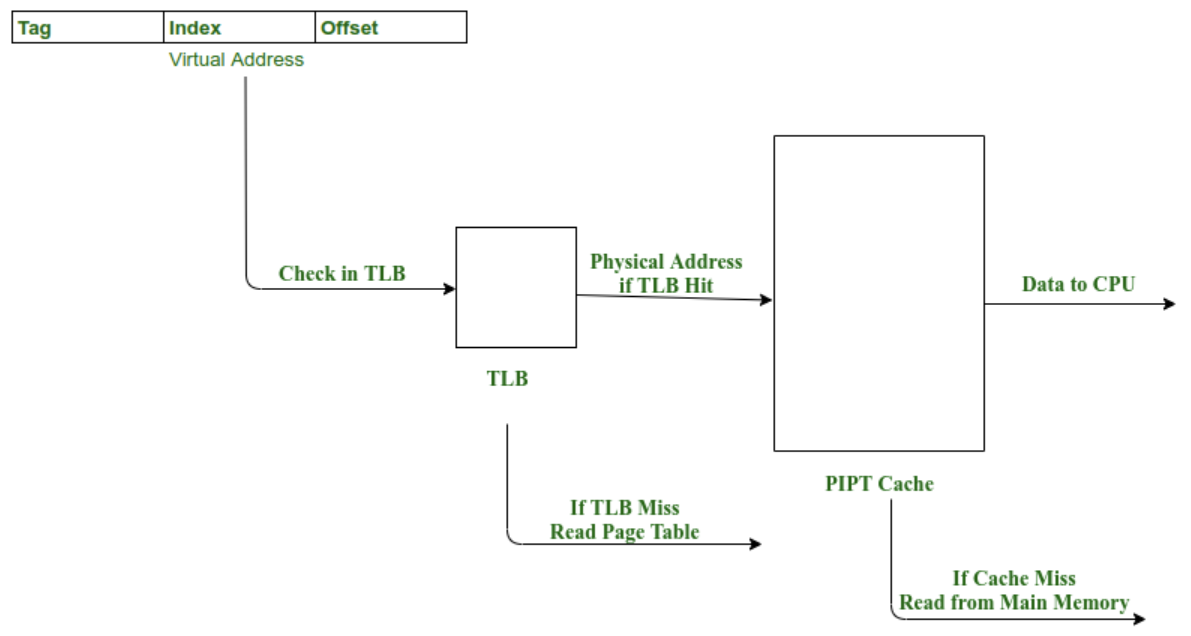 Tag Index Offset
Virtual Address
Check in TLB
Physical Address
if TLB Hit
Data to CPU
TLB
PIPT Cache
If TLB Miss
Read Page Table
If Cache Miss
Read from Main Memory